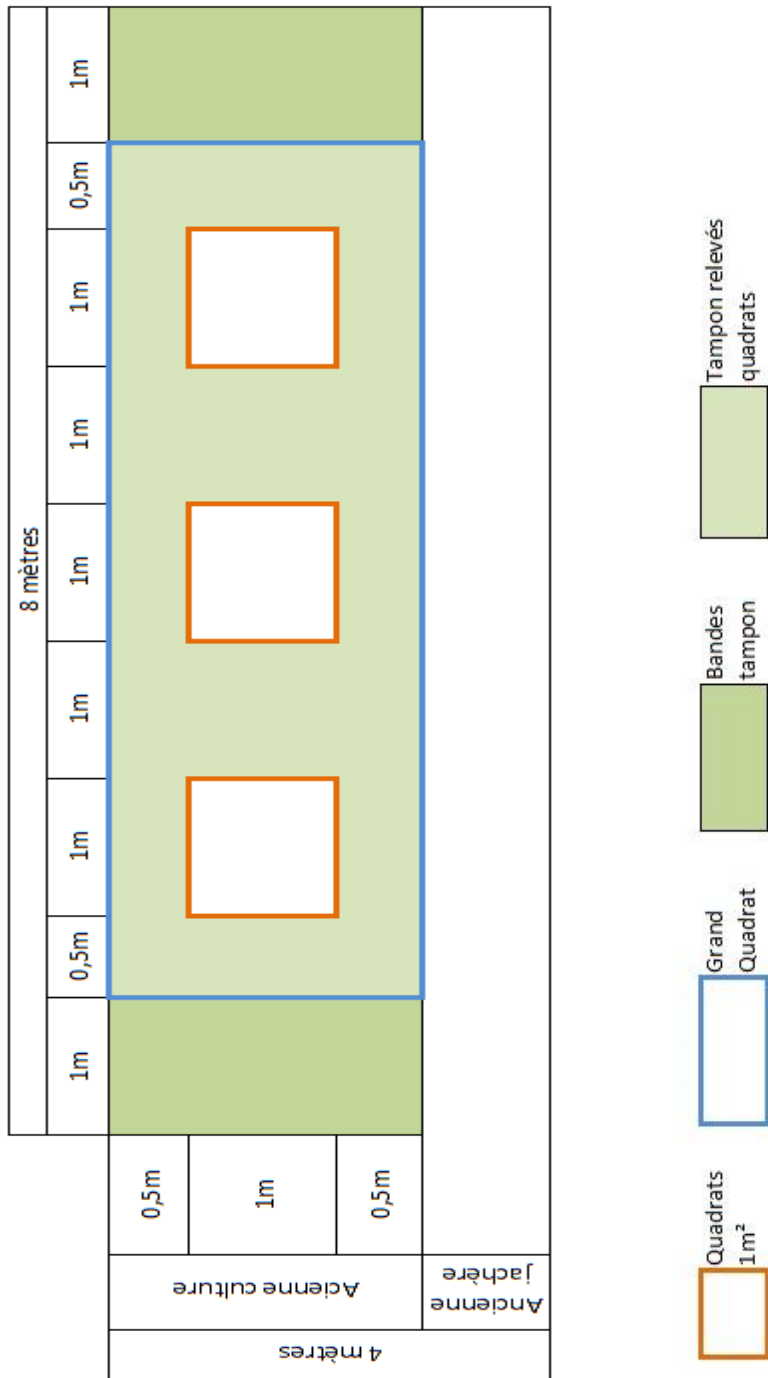 8 mètres
1m
0,5m
1m
1m
1m
1m
1m
0,5m
1m
4 mètres
Acienne culture
0,5m
1m
0,5m
Ancienne
jachère
Quadrats
1m²
Grand
Quadrat
Bandes
tampon
Tampon relevés
quadrats